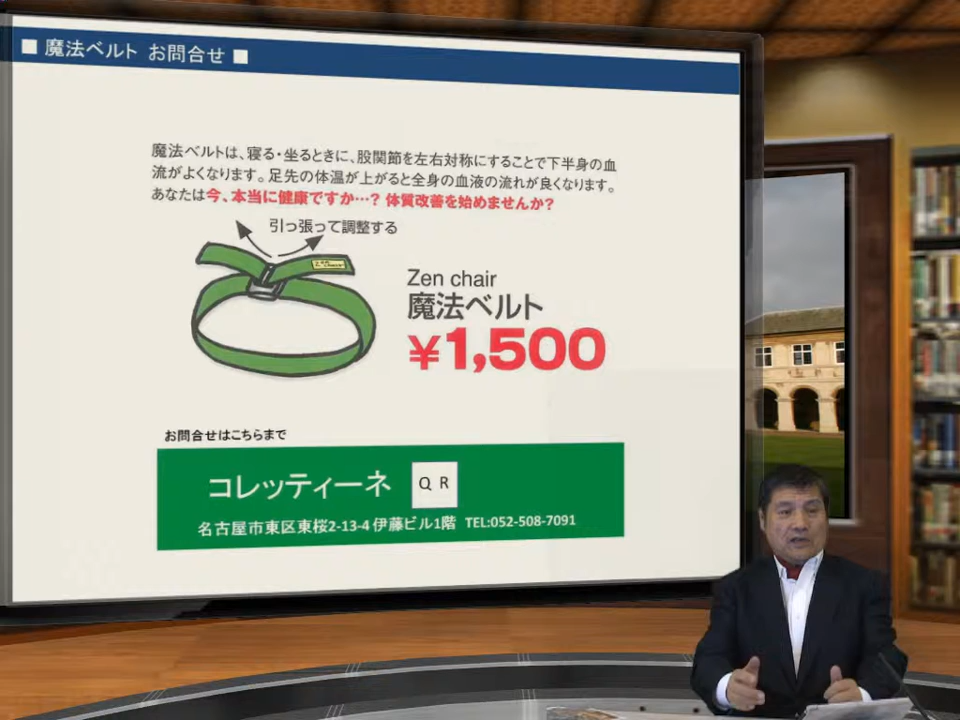 ■ 魔法ベルト お問合せ ■
魔法ベルトは、寝る・坐るときに、股関節を左右対称にすることで下半身の血
流がよくなります。足先の体温が上がると全身の血液の流れが良くなります。
あなたは今、本当に健康ですか…? 体質改善を始めませんか?
引っ張って調整する
Zen chair
魔法ベルト
¥1,500
お問合せはこちらまで
コレッティーネ QR
名古屋市東区東桜2-13-4 伊藤ビル1階 TEL:052-508-7091